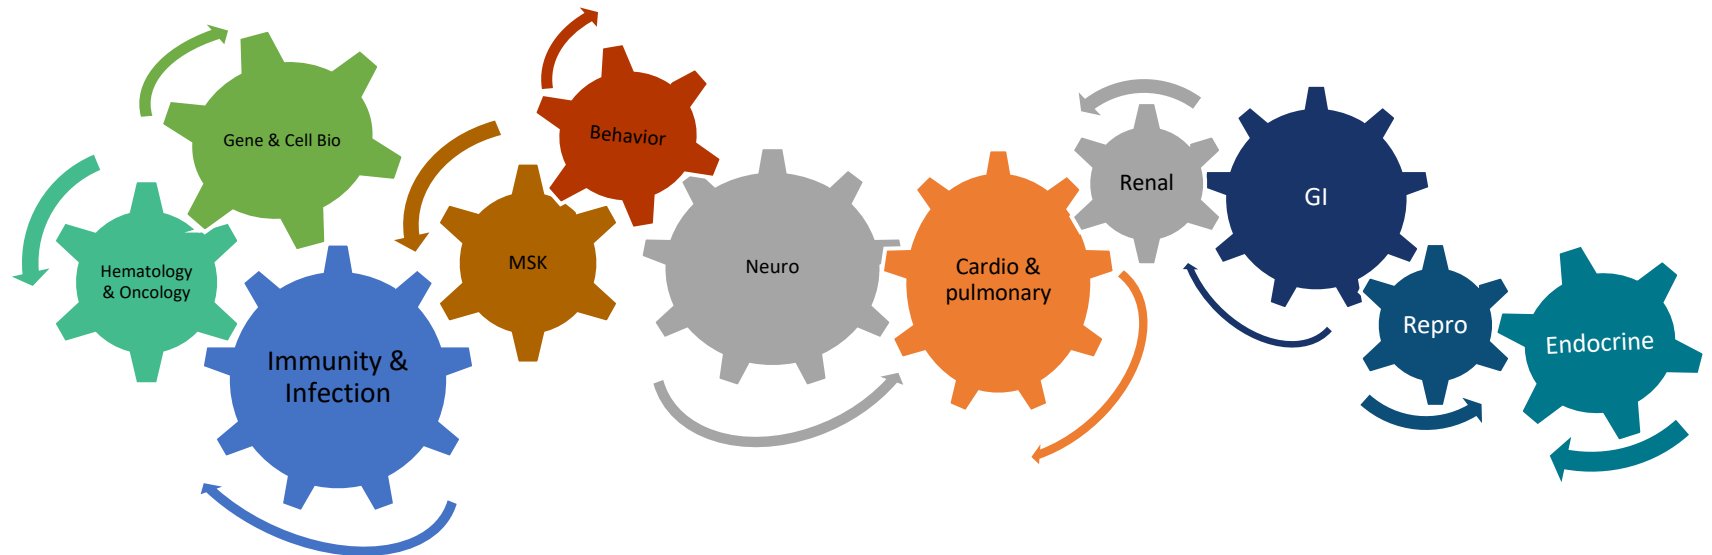 Gene & Cell Bio
Hematology
& Oncology
Immunity &
Infection
MSK
Behavior
Neuro
Cardio &
pulmonary
Renal
GI
Repro
Endocrine